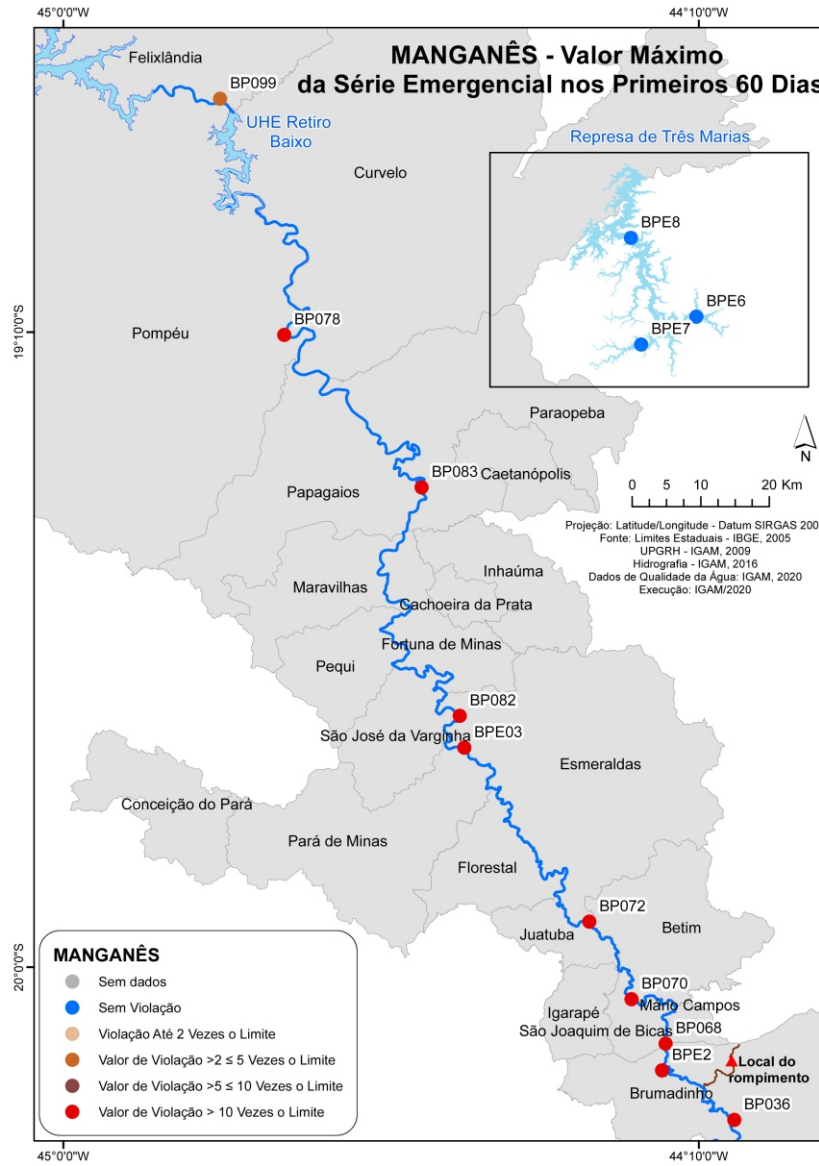 45°0'0"W
44°10'0"W
MANGANÊS - Valor Máximo
da Série Emergencial nos Primeiros 60 Dias
Felixlândia
BP099
UHE Retiro
Baixo
Curvelo
Represa de Três Marias
BPE8
BPE6
BPE7
19°10'0"S
Pompéu
BP078
Paraopeba
N
BP083
Caetanópolis
Papagaios
0 5 10 20 Km
Projeção: Latitude/Longitude - Datum SIRGAS 200
Fonte: Limites Estaduais - IBGE, 2005
UPGRH - IGAM, 2009
Hidrografia - IGAM, 2016
Dados de Qualidade da Água: IGAM, 2020
Execução: IGAM/2020
Inhaúma
Maravilhas
Cachoeira da Prata
Fortuna de Minas
Pequi
BP082
São José da Varginha
BPE03
Esmeraldas
Conceição do Pará
Pará de Minas
Florestal
BP072
Juatuba
Betim
20°0'0"S
BP070
Mário Campos
Igarapé
São Joaquim de Bicas
BP068
BPE2
Local do
rompimento
Brumadinho
BP036
MANGANÊS
Sem dados
Sem Violação
Violação Até 2 Vezes o Limite
Valor de Violação >2 ≤ 5 Vezes o Limite
Valor de Violação >5 ≤ 10 Vezes o Limite
Valor de Violação > 10 Vezes o Limite
45°0'0"W
44°10'0"W